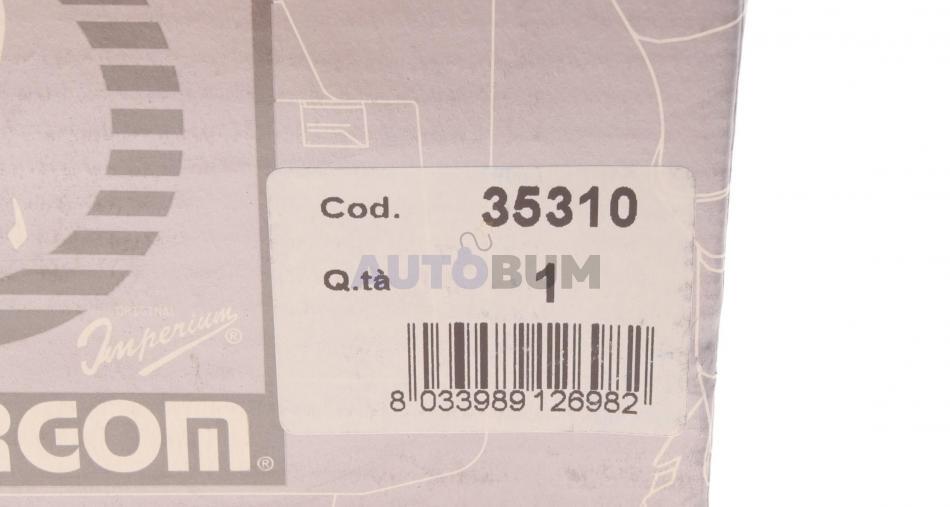 Cod. 35310
AUTOBUM
Q.tà 1
ORIGINAL
Imperium ®
8 033989 126982
RGOM ®